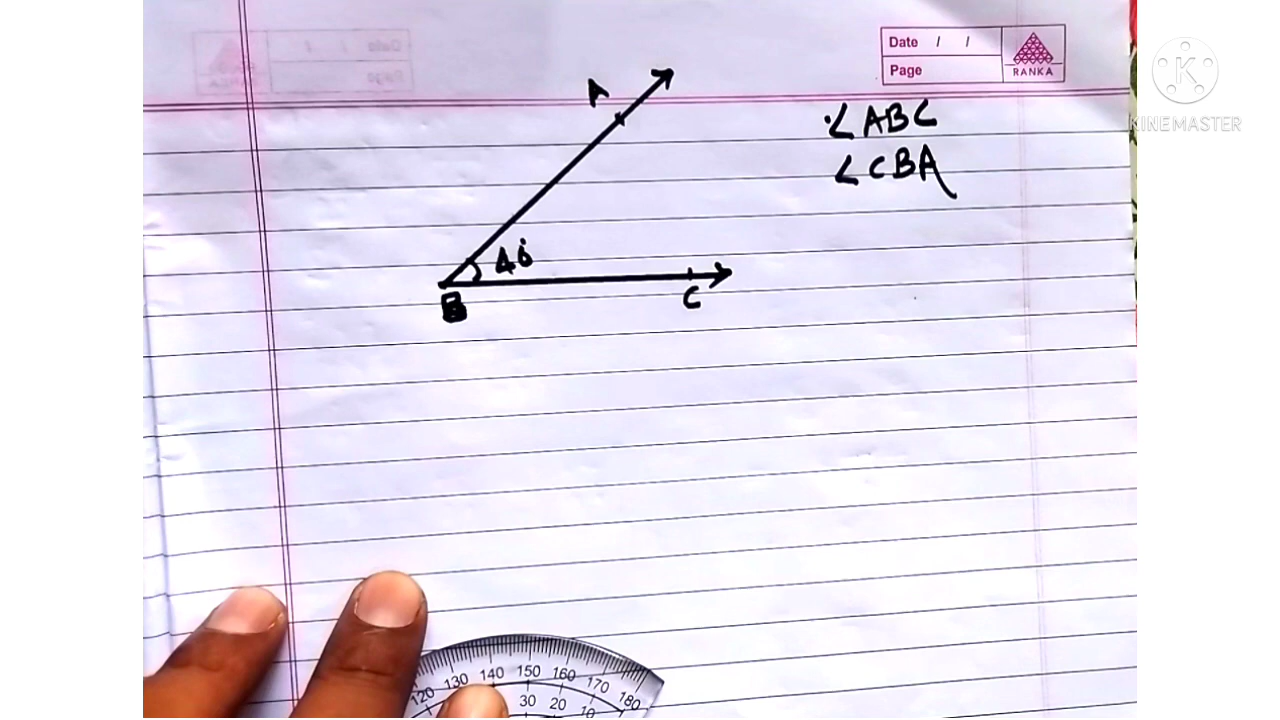 Date / /
Page
RANKA
KINEMASTER
A
∠ABC
∠CBA
40°
B
C
120 130 140 150 160 170 180
30 20 10